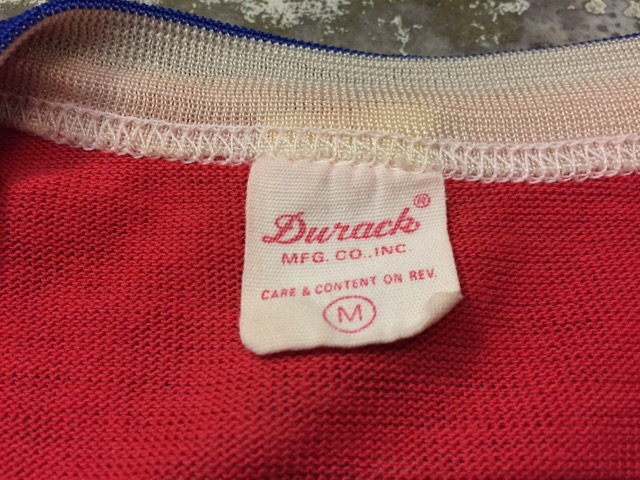 Durack®
MFG. CO., INC.
CARE & CONTENT ON REV.
M